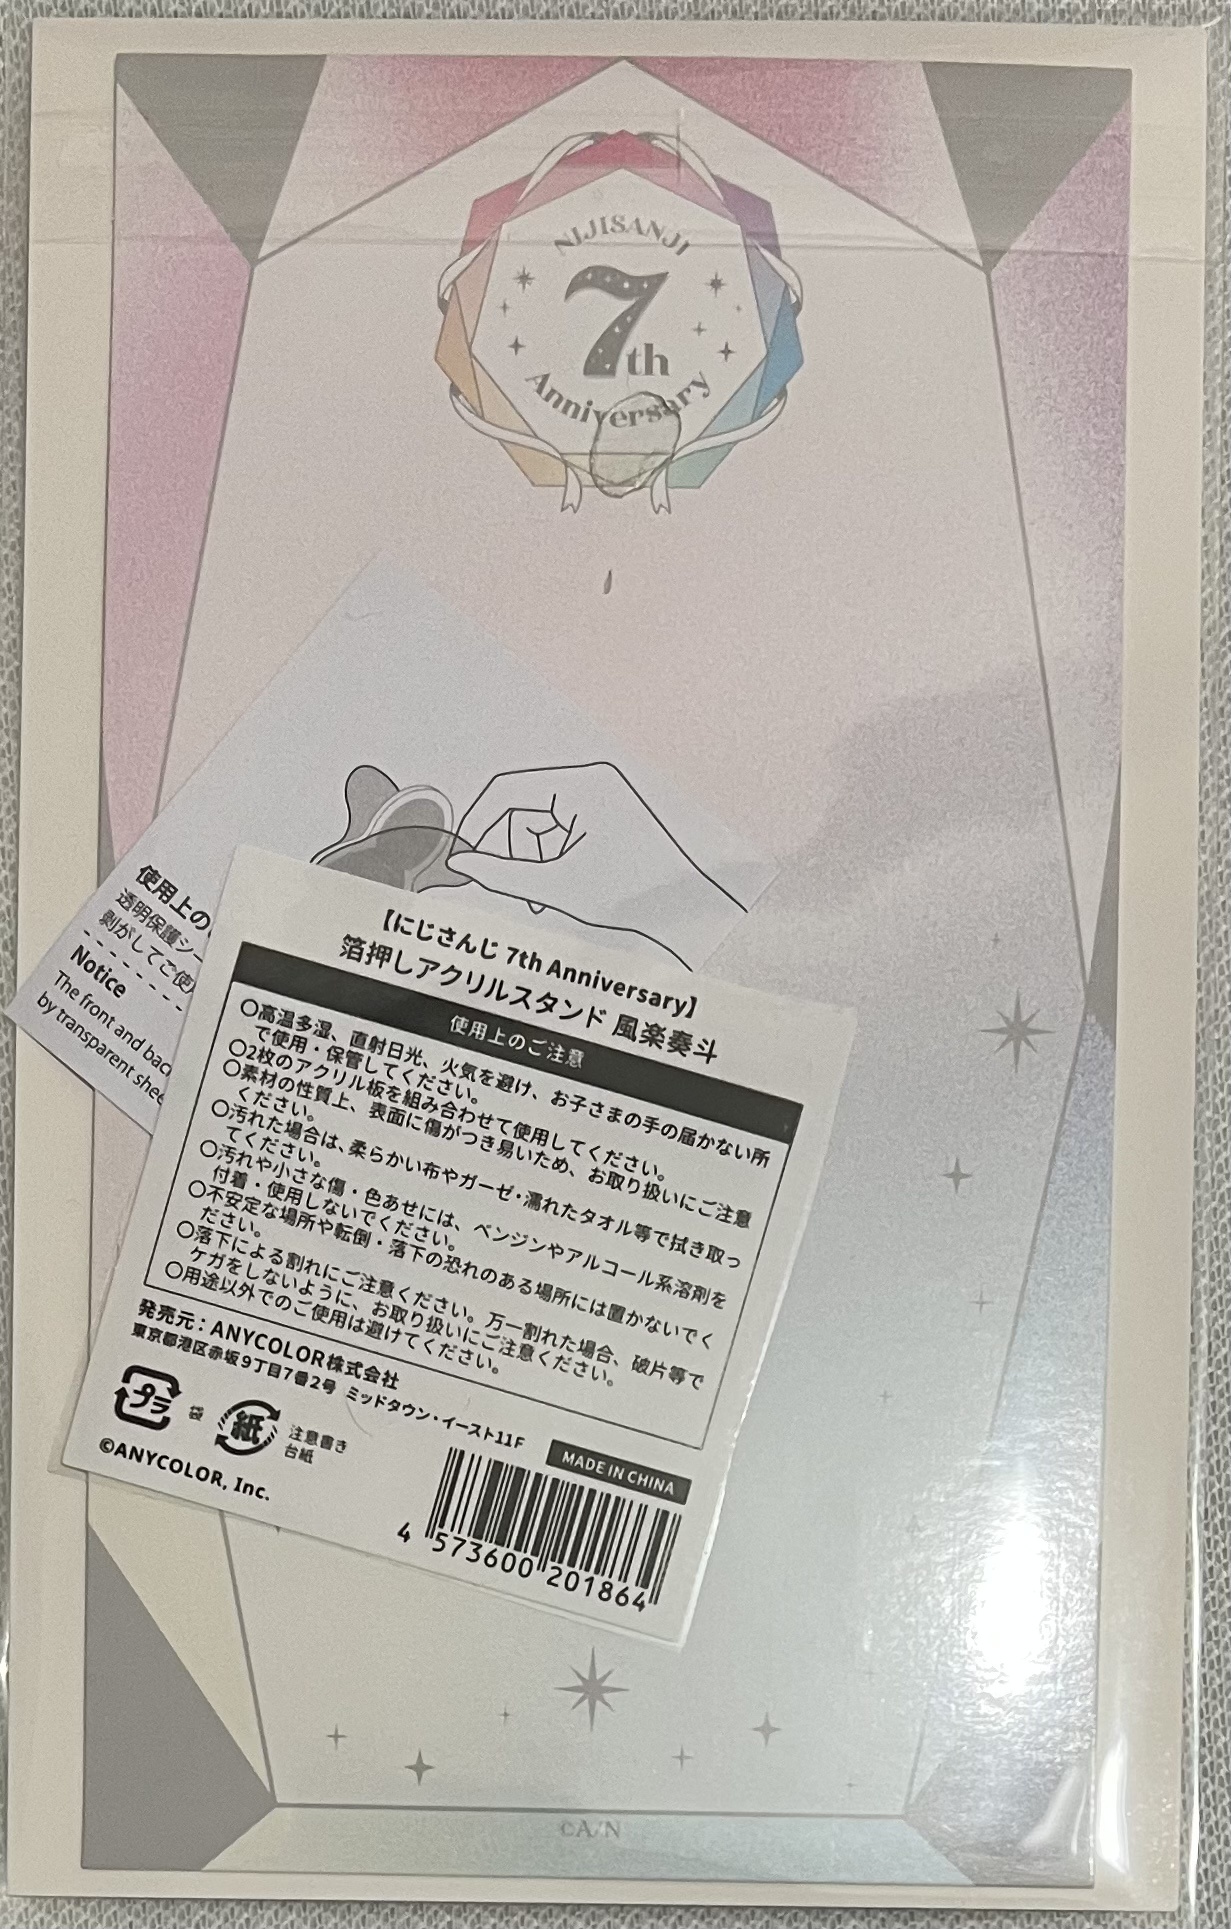 NIJISANJI
7th
Anniversary
使用上の
透明保護シー
剥がしてご使
Notice
The front and bac
by transparent shee
【にじさんじ 7th Anniversary】
箔押しアクリルスタンド 風楽奏斗
使用上のご注意
〇高温多湿、直射日光、火気を避け、お子さまの手の届かない所
で使用・保管してください。
〇2枚のアクリル板を組み合わせて使用してください。
〇素材の性質上、表面に傷がつき易いため、お取り扱いにご注意
ください。
〇汚れた場合は、柔らかい布やガーゼ・濡れたタオル等で拭き取っ
てください。
〇汚れや小さな傷・色あせには、ベンジンやアルコール系溶剤を
付着・使用しないでください。
〇不安定な場所や転倒・落下の恐れのある場所には置かないでく
ださい。
〇落下による割れにご注意ください。万一割れた場合、破片等で
ケガをしないように、お取り扱いにご注意ください。
〇用途以外でのご使用は避けてください。
発売元：ANYCOLOR株式会社
東京都港区赤坂9丁目7番2号 ミッドタウン・イースト11F
プラ 袋 紙 注意書き
台紙
MADE IN CHINA
©ANYCOLOR, Inc.
4 573600 201864
©A/N